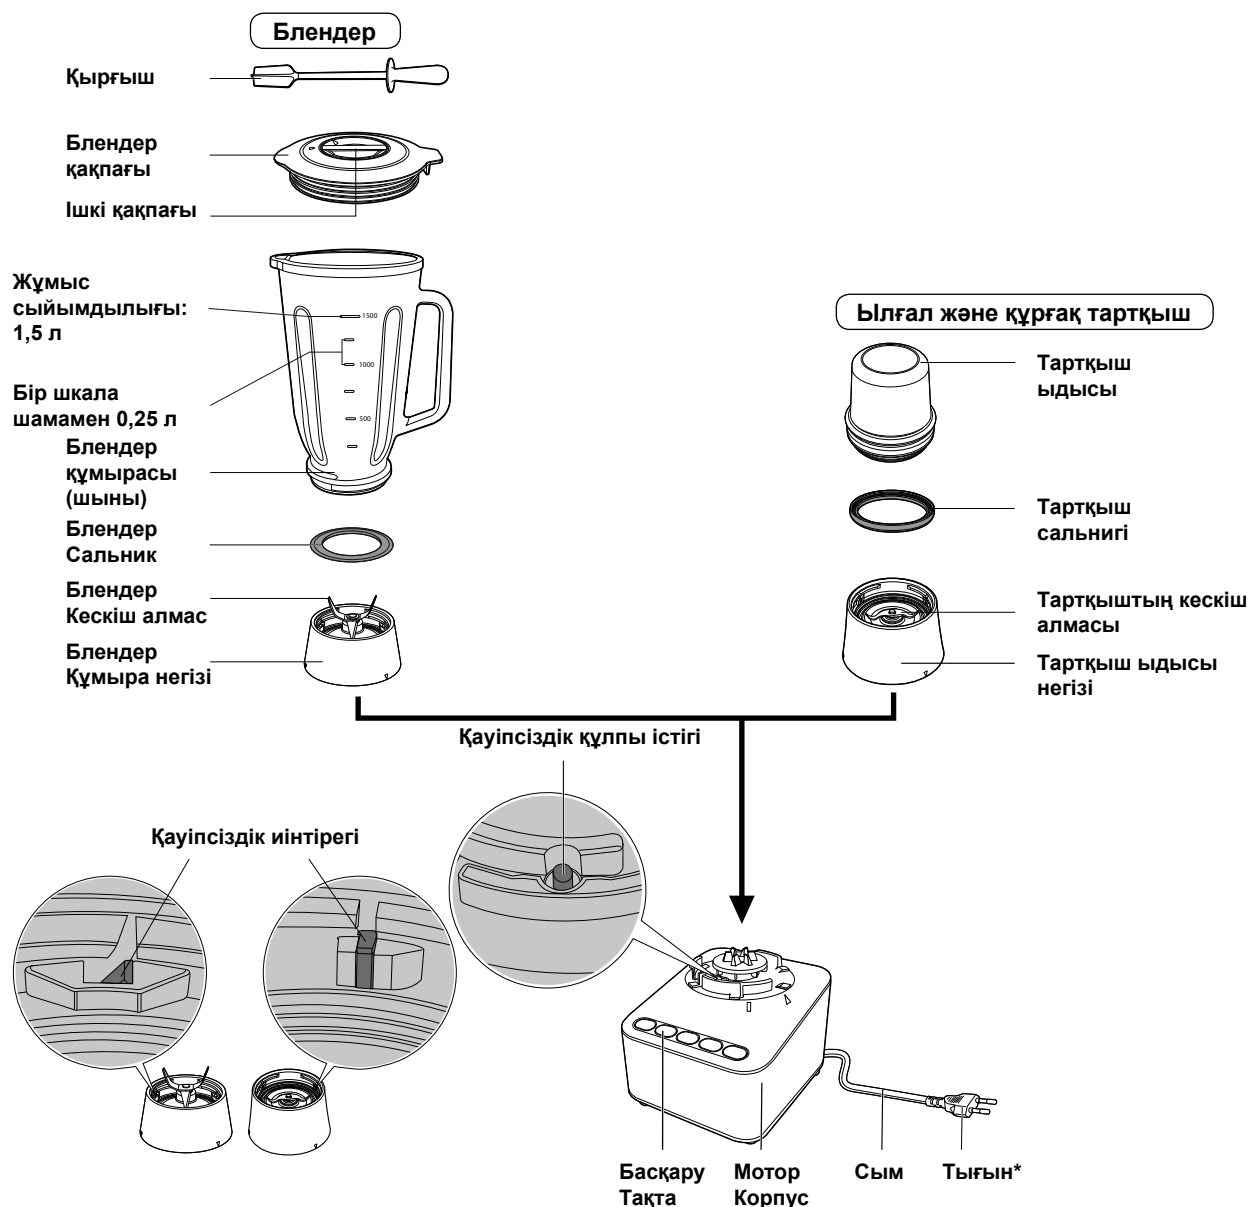 Блендер
Қырғыш
Блендер
қақпағы
Ішкі қақпағы
Жұмыс
сыйымдылығы:
1,5 л
1500
1000
500
Бір шкала
шамамен 0,25 л
Блендер
құмырасы
(шыны)
Блендер
Сальник
Блендер
Кескіш алмас
Блендер
Құмыра негізі
Ылғал және құрғақ тартқыш
Тартқыш
ыдысы
Тартқыш
сальнигі
Тартқыштың кескіш
алмасы
Тартқыш ыдысы
негізі
Қауіпсіздік құлпы істігі
Қауіпсіздік иінтірегі
Басқару
Тақта
Мотор
Корпус
Сым
Тығын*